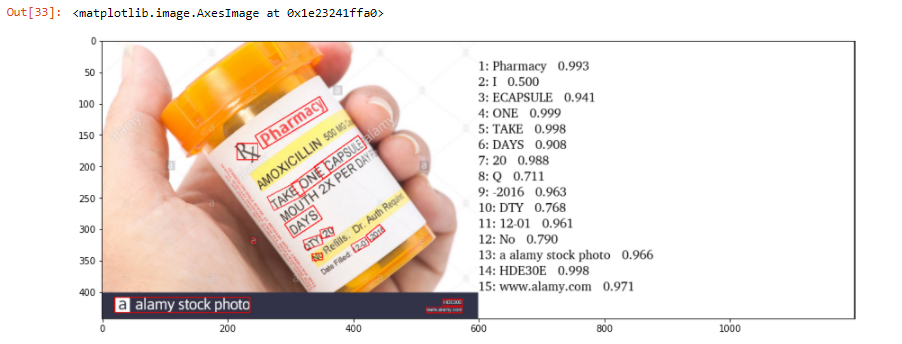 Out[33]: <matplotlib.image.AxesImage at 0x1e23241ffa0>
0
50
100
150
200
250
300
350
400
0
200
400
600
800
1000
Pharmacy
Rx
AMOXICILLIN 500 MG
TAKE ONE CAPSULE
MOUTH 2X PER DAY
DAYS
QTY 20
No Refills. Dr. Auth Required
Date Filled: 12-01-2016
alamy
a
a alamy stock photo
HDE30E
www.alamy.com
1: Pharmacy 0.993
2: I 0.500
3: ECAPSULE 0.941
4: ONE 0.999
5: TAKE 0.998
6: DAYS 0.908
7: 20 0.988
8: Q 0.711
9: -2016 0.963
10: DTY 0.768
11: 12-01 0.961
12: No 0.790
13: a alamy stock photo 0.966
14: HDE30E 0.998
15: www.alamy.com 0.971